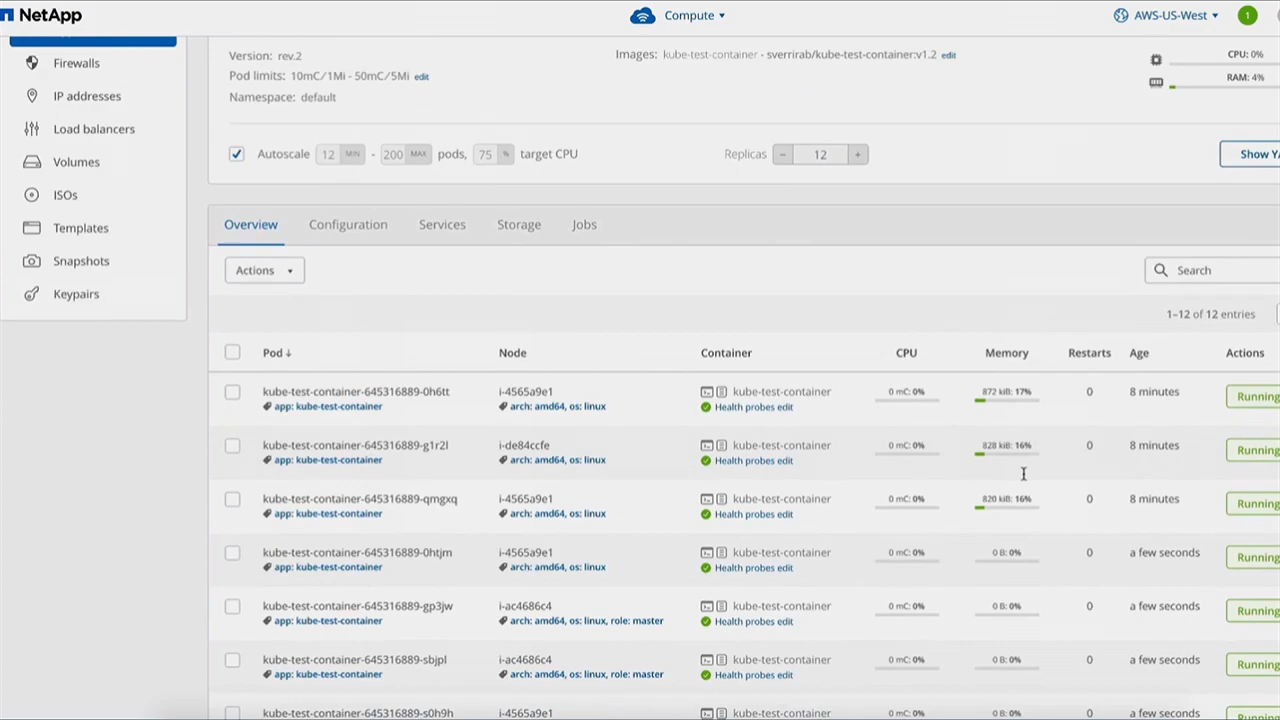 NetApp
Compute
AWS-US-West
1
Firewalls
IP addresses
Load balancers
Volumes
ISOs
Templates
Snapshots
Keypairs
Version: rev.2
Pod limits: 10mC/1Mi - 50mC/5Mi edit
Namespace: default
Images: kube-test-container - sverrirab/kube-test-container:v1.2 edit
CPU: 0%
RAM: 4%
Autoscale 12 MIN - 200 MAX pods, 75 % target CPU
Replicas - 12 +
Show YA
Overview Configuration Services Storage Jobs
Actions
Search
1–12 of 12 entries
Pod Node Container CPU Memory Restarts Age Actions
kube-test-container-645316889-0h6tt i-4565a9e1 kube-test-container 0 mC: 0% 872 kiB: 17% 0 8 minutes Running
app: kube-test-container arch: amd64, os: linux Health probes edit
kube-test-container-645316889-g1r2l i-de84ccfe kube-test-container 0 mC: 0% 828 kiB: 16% 0 8 minutes Running
app: kube-test-container arch: amd64, os: linux Health probes edit
kube-test-container-645316889-qmgxq i-4565a9e1 kube-test-container 0 mC: 0% 820 kiB: 16% 0 8 minutes Running
app: kube-test-container arch: amd64, os: linux Health probes edit
kube-test-container-645316889-0htjm i-4565a9e1 kube-test-container 0 mC: 0% 0 B: 0% 0 a few seconds Running
app: kube-test-container arch: amd64, os: linux Health probes edit
kube-test-container-645316889-gp3jw i-ac4686c4 kube-test-container 0 mC: 0% 0 B: 0% 0 a few seconds Running
app: kube-test-container arch: amd64, os: linux, role: master Health probes edit
kube-test-container-645316889-sbjpl i-ac4686c4 kube-test-container 0 mC: 0% 0 B: 0% 0 a few seconds Running
app: kube-test-container arch: amd64, os: linux, role: master Health probes edit
kube-test-container-645316889-s0h9h i-4565a9e1 kube-test-container 0 mC: 0% 0 B: 0% 0 a few seconds Running